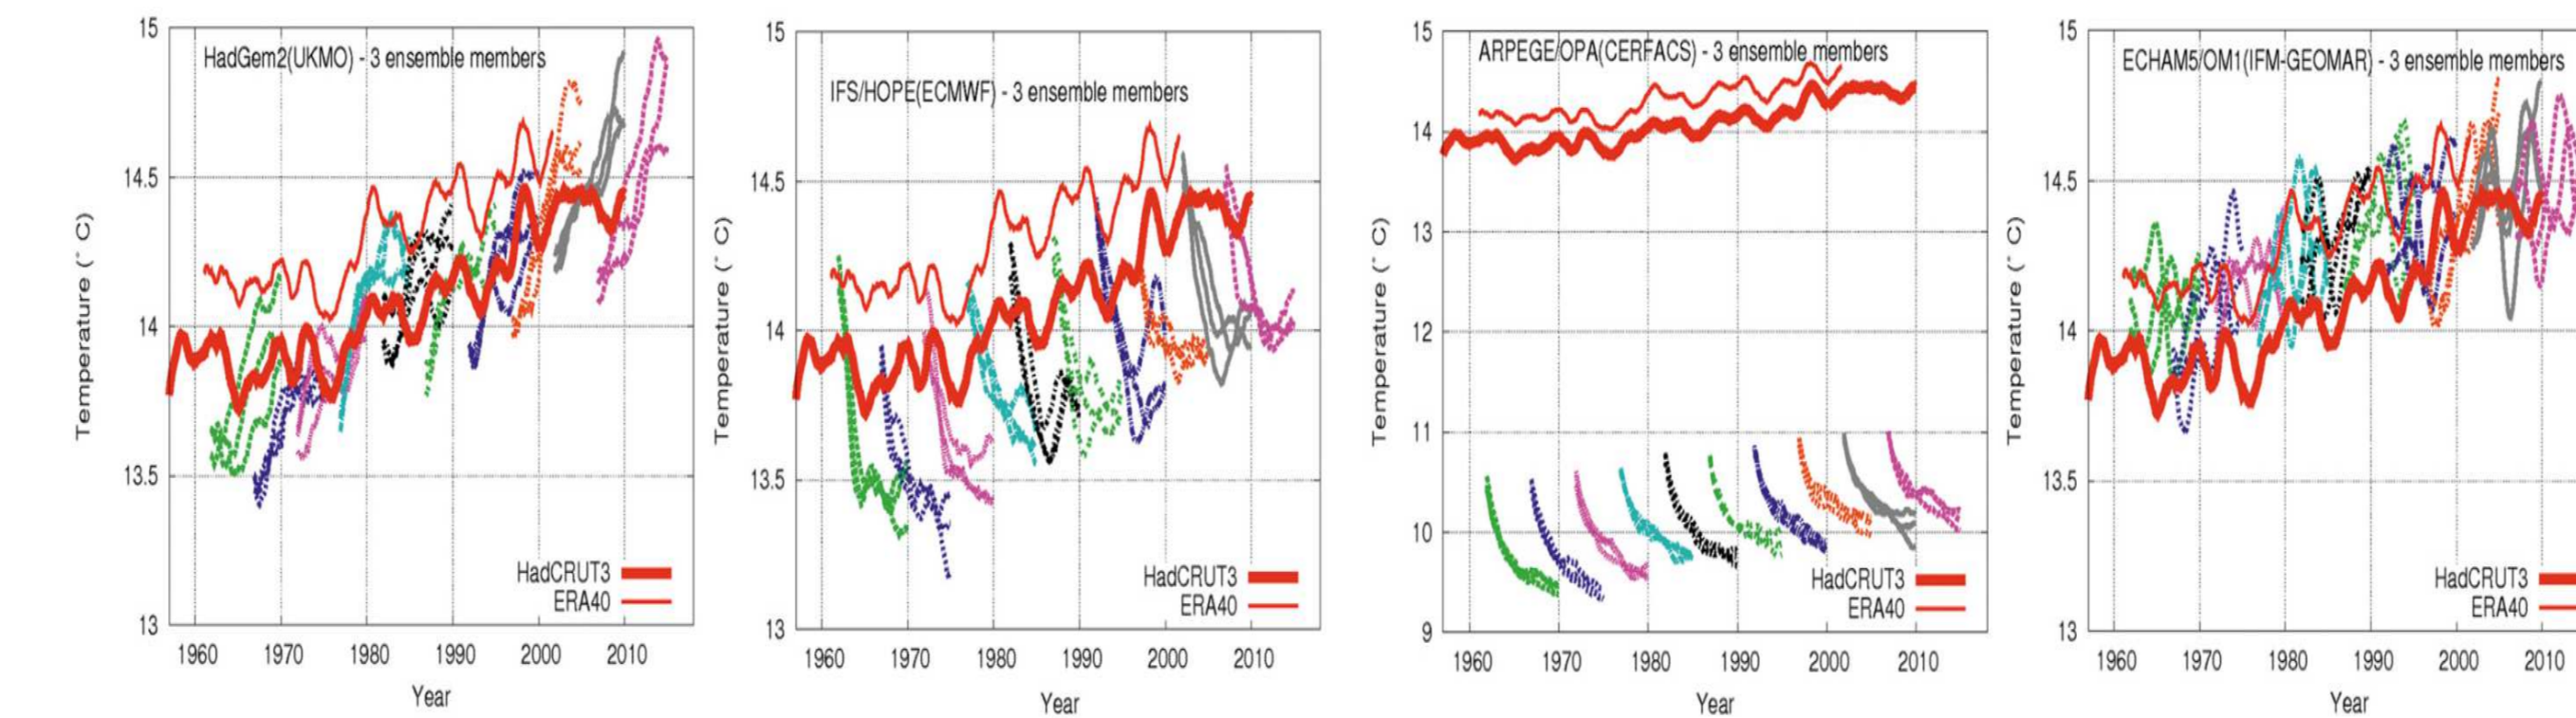 15
HadGem2(UKMO) - 3 ensemble members
14.5
14
13.5
13
Temperature (° C)
HadCRUT3
ERA40
1960 1970 1980 1990 2000 2010
Year
15
IFS/HOPE(ECMWF) - 3 ensemble members
14.5
14
13.5
13
Temperature (° C)
HadCRUT3
ERA40
1960 1970 1980 1990 2000 2010
Year
15
ARPEGE/OPA(CERFACS) - 3 ensemble members
14
13
12
11
10
9
Temperature (° C)
HadCRUT3
ERA40
1960 1970 1980 1990 2000 2010
Year
15
ECHAM5/OM1(IFM-GEOMAR) - 3 ensemble members
14.5
14
13.5
13
Temperature (° C)
HadCRUT3
ERA40
1960 1970 1980 1990 2000 2010
Year